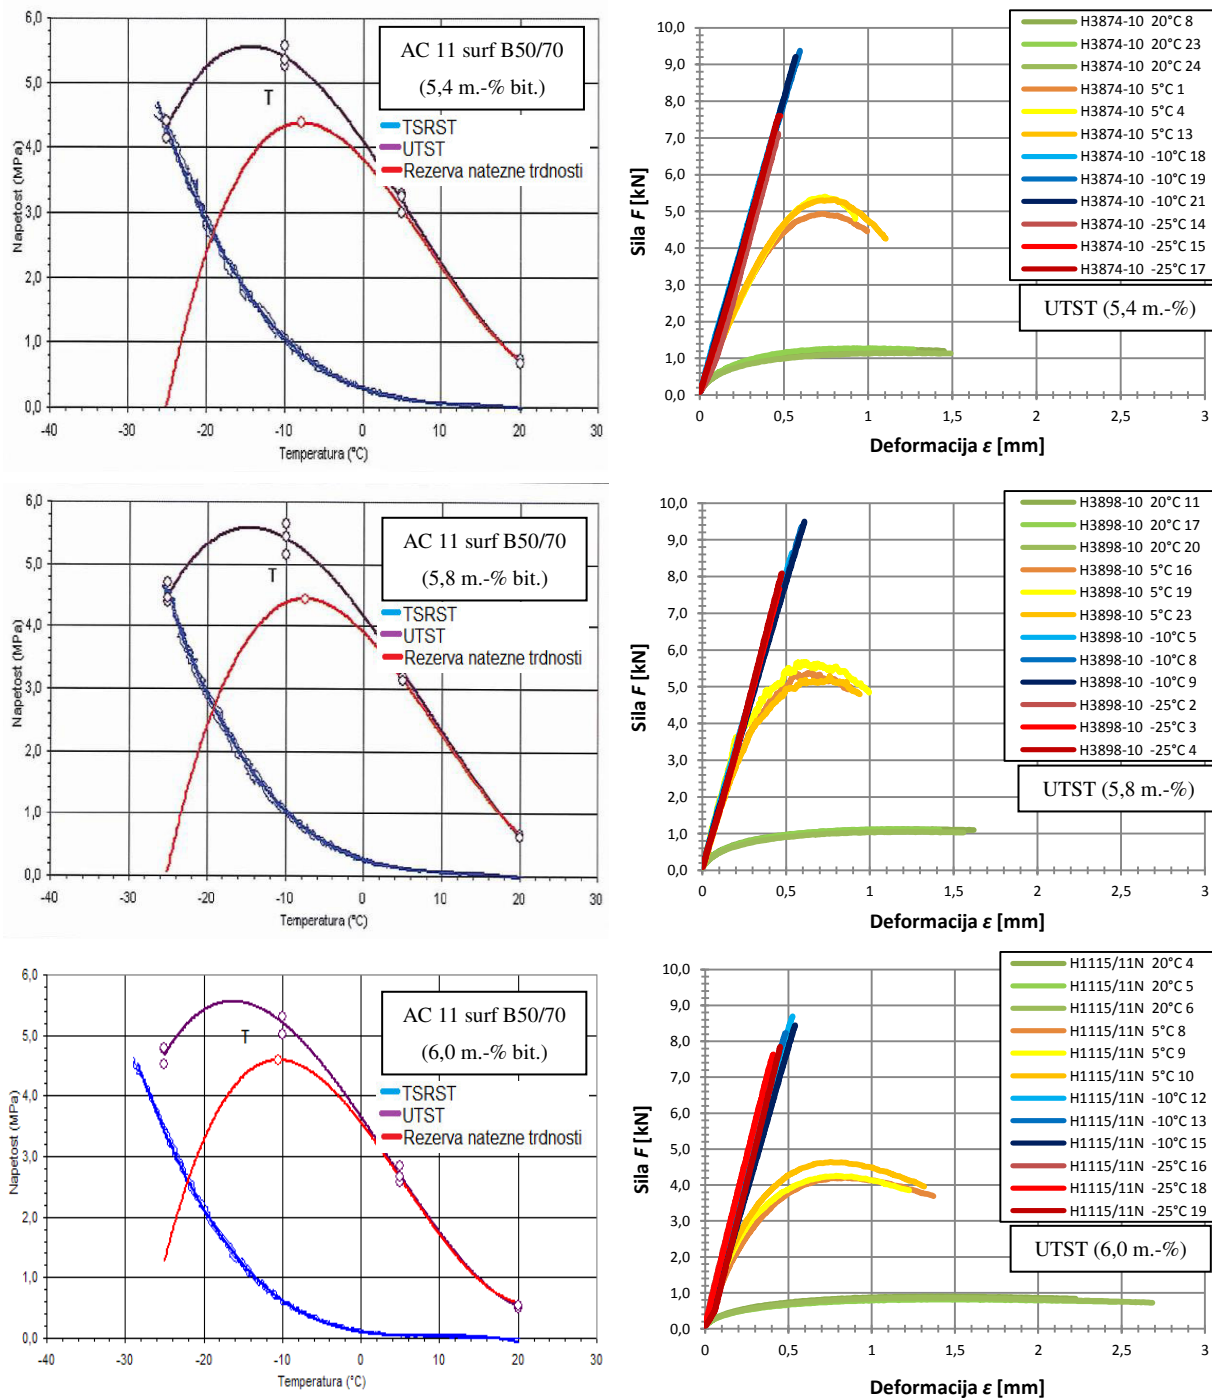 6,0
5,0
4,0
3,0
2,0
1,0
0,0
Napetost (MPa)
-40
-30
-20
-10
0
10
20
30
Temperatura (°C)
T
AC 11 surf B50/70
(5,4 m.-% bit.)
TSRST
UTST
Rezerva natezne trdnosti
10,0
9,0
8,0
7,0
6,0
5,0
4,0
3,0
2,0
1,0
0,0
Sila F [kN]
0
0,5
1
1,5
2
2,5
3
Deformacija ε [mm]
H3874-10 20°C 8
H3874-10 20°C 23
H3874-10 20°C 24
H3874-10 5°C 1
H3874-10 5°C 4
H3874-10 5°C 13
H3874-10 -10°C 18
H3874-10 -10°C 19
H3874-10 -10°C 21
H3874-10 -25°C 14
H3874-10 -25°C 15
H3874-10 -25°C 17
UTST (5,4 m.-%)
6,0
5,0
4,0
3,0
2,0
1,0
0,0
Napetost (MPa)
-40
-30
-20
-10
0
10
20
30
Temperatura (°C)
T
AC 11 surf B50/70
(5,8 m.-% bit.)
TSRST
UTST
Rezerva natezne trdnosti
10,0
9,0
8,0
7,0
6,0
5,0
4,0
3,0
2,0
1,0
0,0
Sila F [kN]
0
0,5
1
1,5
2
2,5
3
Deformacija ε [mm]
H3898-10 20°C 11
H3898-10 20°C 17
H3898-10 20°C 20
H3898-10 5°C 16
H3898-10 5°C 19
H3898-10 5°C 23
H3898-10 -10°C 5
H3898-10 -10°C 8
H3898-10 -10°C 9
H3898-10 -25°C 2
H3898-10 -25°C 3
H3898-10 -25°C 4
UTST (5,8 m.-%)
6,0
5,0
4,0
3,0
2,0
1,0
0,0
Napetost (MPa)
-40
-30
-20
-10
0
10
20
30
Temperatura (°C)
T
AC 11 surf B50/70
(6,0 m.-% bit.)
TSRST
UTST
Rezerva natezne trdnosti
10,0
9,0
8,0
7,0
6,0
5,0
4,0
3,0
2,0
1,0
0,0
Sila F [kN]
0
0,5
1
1,5
2
2,5
3
Deformacija ε [mm]
H1115/11N 20°C 4
H1115/11N 20°C 5
H1115/11N 20°C 6
H1115/11N 5°C 8
H1115/11N 5°C 9
H1115/11N 5°C 10
H1115/11N -10°C 12
H1115/11N -10°C 13
H1115/11N -10°C 15
H1115/11N -25°C 16
H1115/11N -25°C 18
H1115/11N -25°C 19
UTST (6,0 m.-%)